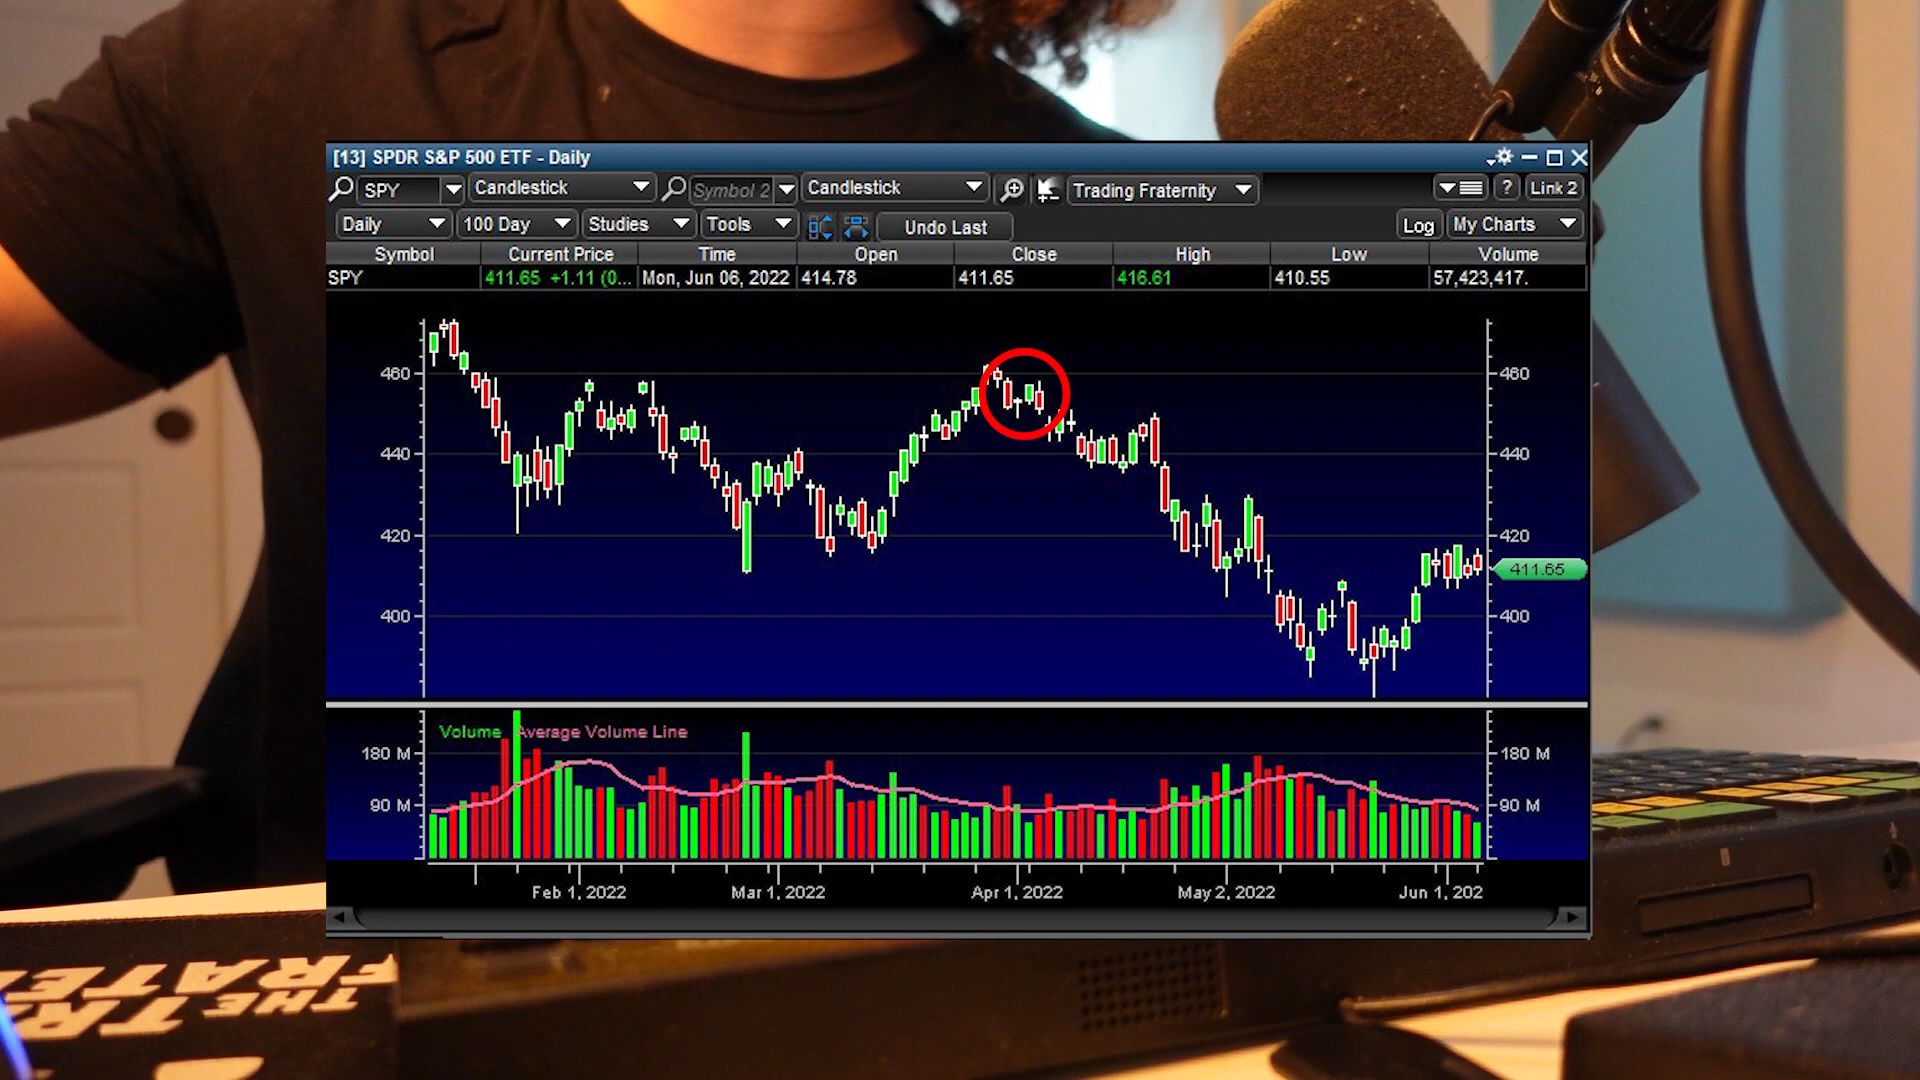 [13] SPDR S&P 500 ETF - Daily
SPY Candlestick Symbol 2 Candlestick Trading Fraternity ? Link 2
Daily 100 Day Studies Tools Undo Last Log My Charts
Symbol Current Price Time Open Close High Low Volume
SPY 411.65 +1.11 (0... Mon, Jun 06, 2022 414.78 411.65 416.61 410.55 57,423,417.
460 460
440 440
420 420
411.65
400 400
Volume Average Volume Line
180 M 180 M
90 M 90 M
Feb 1, 2022 Mar 1, 2022 Apr 1, 2022 May 2, 2022 Jun 1, 202
THE
FRATE
TR